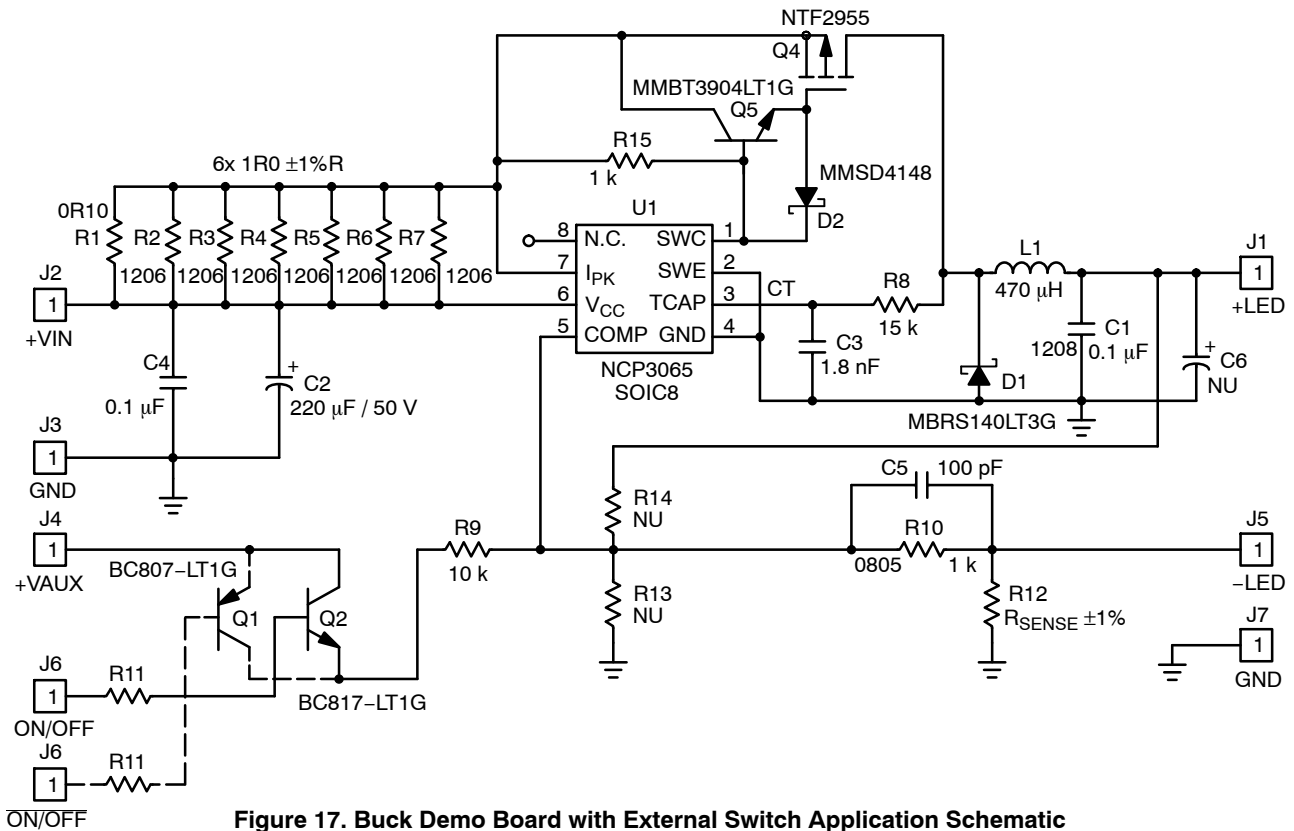 NTF2955
Q4
MMBT3904LT1G
Q5
R15
1 k
6x 1R0 ±1%R
MMSD4148
D2
0R10
R1 R2 R3 R4 R5 R6 R7
1206 1206 1206 1206 1206 1206
U1
8 N.C. SWC 1
7 IPK SWE 2
6 VCC TCAP 3 CT
5 COMP GND 4
NCP3065
SOIC8
J2
1
+VIN
C4
0.1 μF
+
C2
220 μF / 50 V
J3
1
GND
R8
15 k
C3
1.8 nF
L1
470 μH
D1
MBRS140LT3G
C1
1208 0.1 μF
+
C6
NU
J1
1
+LED
J4
1
+VAUX
BC807-LT1G
Q1
Q2
BC817-LT1G
R9
10 k
R14
NU
R13
NU
C5 100 pF
R10
0805 1 k
R12
RSENSE ±1%
J5
1
-LED
J7
1
GND
J6
1
ON/OFF
R11
J6
1
ON/OFF
R11
Figure 17. Buck Demo Board with External Switch Application Schematic